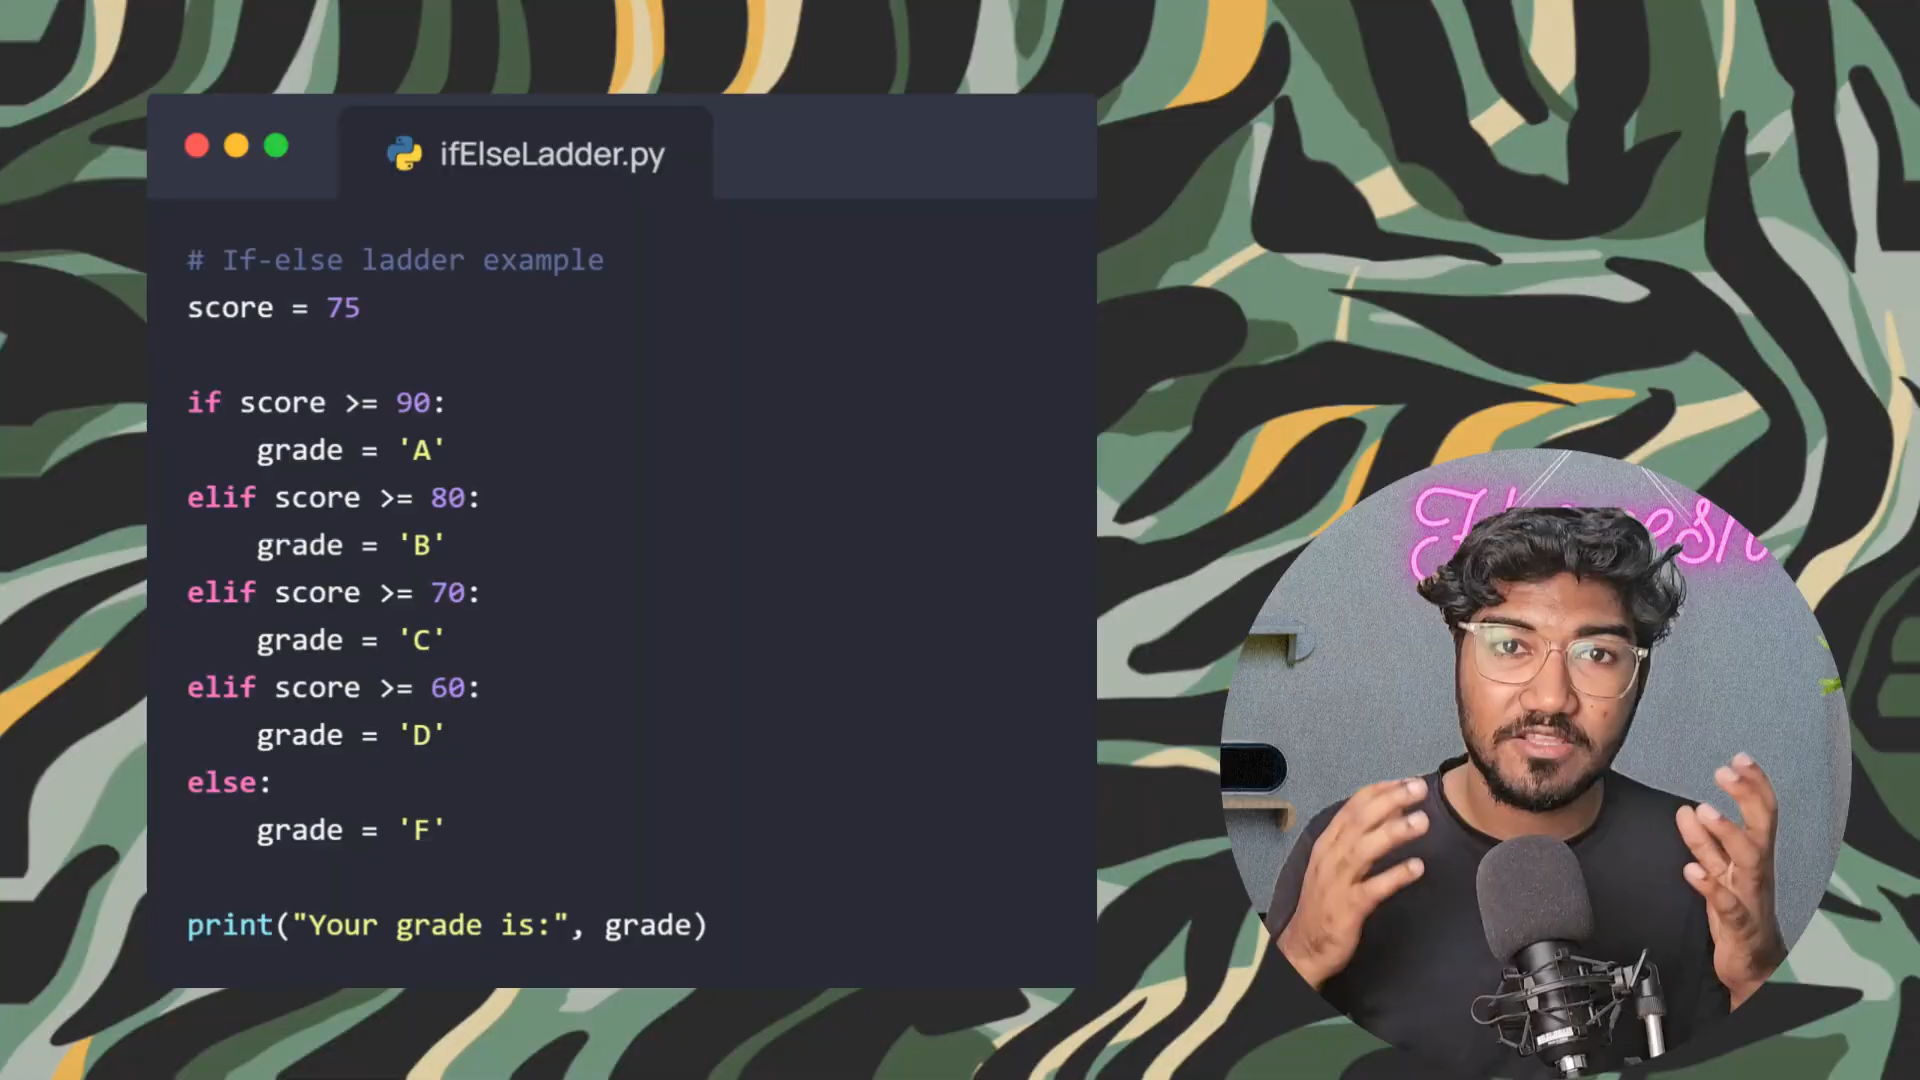 ifElseLadder.py
# If-else ladder example
score = 75
if score >= 90:
    grade = 'A'
elif score >= 80:
    grade = 'B'
elif score >= 70:
    grade = 'C'
elif score >= 60:
    grade = 'D'
else:
    grade = 'F'
print("Your grade is:", grade)